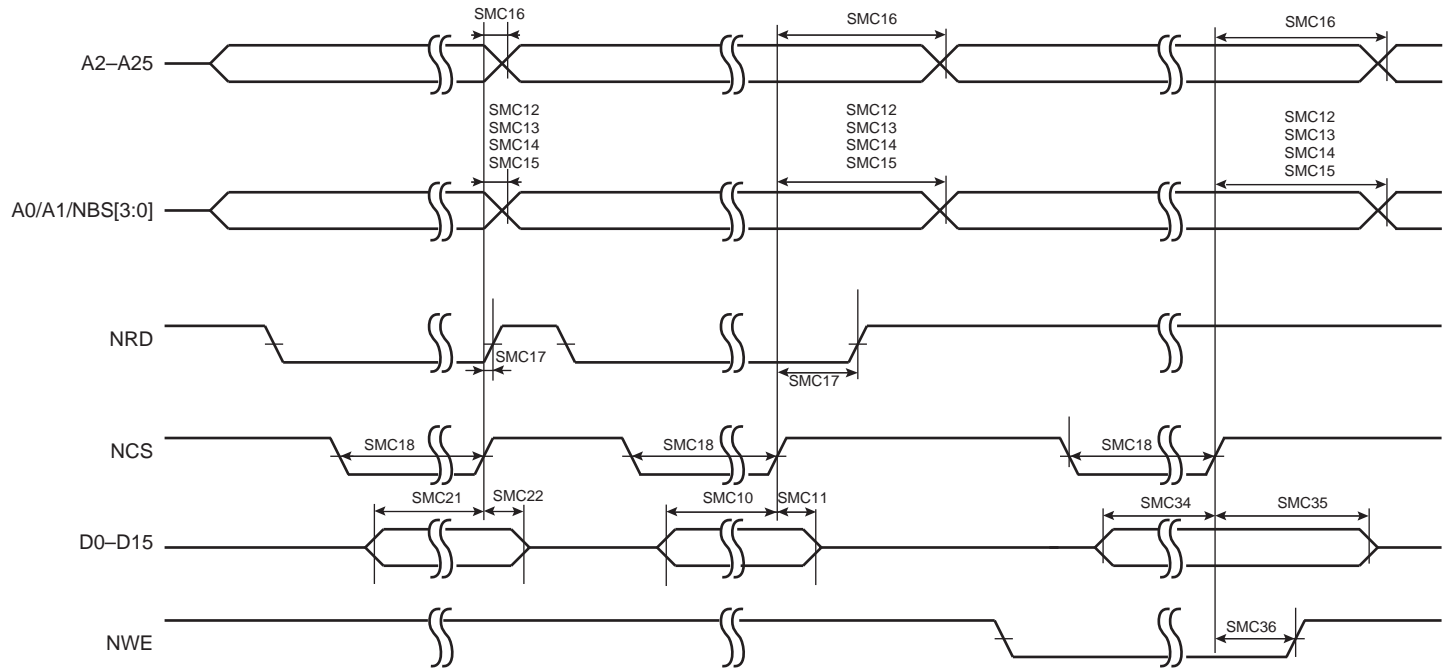 SMC16
SMC16
SMC16
A2–A25
SMC12
SMC13
SMC14
SMC15
SMC12
SMC13
SMC14
SMC15
SMC12
SMC13
SMC14
SMC15
A0/A1/NBS[3:0]
NRD
SMC17
SMC17
NCS
SMC18
SMC18
SMC18
SMC21
SMC22
SMC10
SMC11
SMC34
SMC35
D0–D15
NWE
SMC36